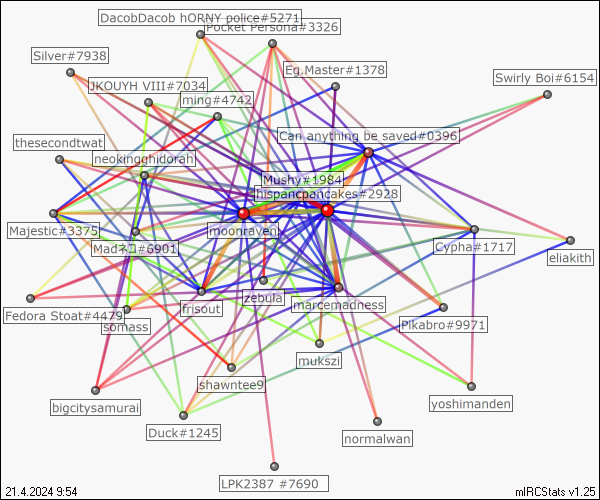 DacobDacob hORNY police#5271
Pocket Persona#3326
Silver#7938
Eg.Master#1378
Swirly Boi#6154
JKOUYH VIII#7034
ming#4742
Can anything be saved#0396
thesecondtwat
neokinghidorah
Mushy#1984
hispancpancakes#2928
Majestic#3375
moonraven
Madネコ#6901
Cypha#1717
eliakith
Fedora Stoat#4479
somass
frisout
zebula
marcemadness
Pikabro#9971
mukszi
shawntee9
yoshimanden
bigcitysamurai
Duck#1245
normalwan
LPK2387 #7690
21.4.2024 9:54
mIRCStats v1.25